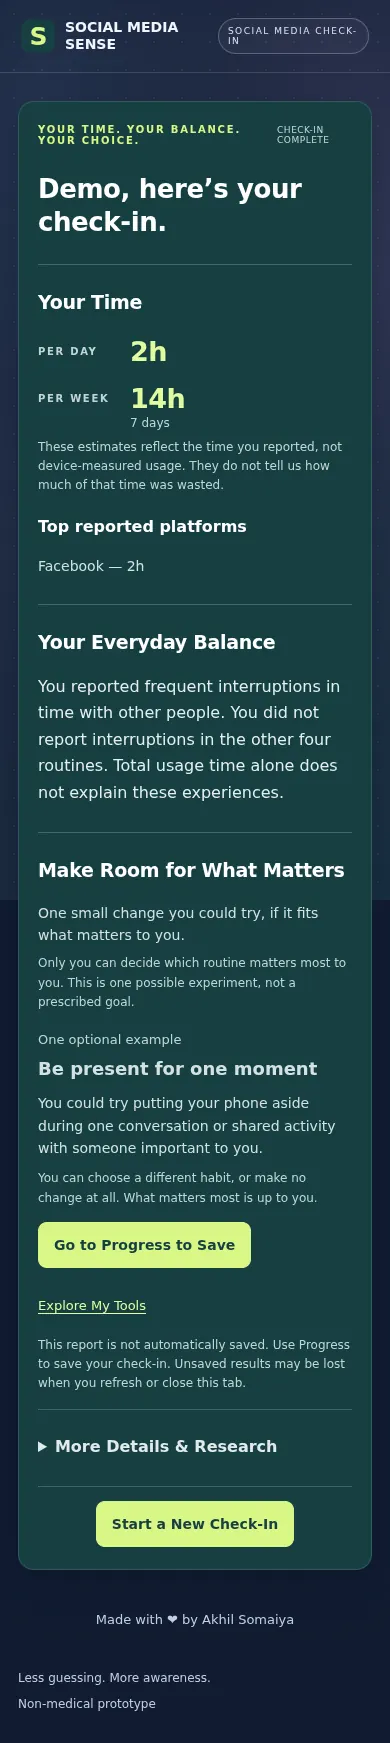 S
SOCIAL MEDIA
SENSE
SOCIAL MEDIA CHECK-
IN
YOUR TIME. YOUR BALANCE.
YOUR CHOICE.
CHECK-IN
COMPLETE
Demo, here’s your
check-in.
Your Time
PER DAY 2h
PER WEEK 14h
7 days
These estimates reflect the time you reported, not
device-measured usage. They do not tell us how
much of that time was wasted.
Top reported platforms
Facebook — 2h
Your Everyday Balance
You reported frequent interruptions in
time with other people. You did not
report interruptions in the other four
routines. Total usage time alone does
not explain these experiences.
Make Room for What Matters
One small change you could try, if it fits
what matters to you.
Only you can decide which routine matters most to
you. This is one possible experiment, not a
prescribed goal.
One optional example
Be present for one moment
You could try putting your phone aside
during one conversation or shared activity
with someone important to you.
You can choose a different habit, or make no
change at all. What matters most is up to you.
Go to Progress to Save
Explore My Tools
This report is not automatically saved. Use Progress
to save your check-in. Unsaved results may be lost
when you refresh or close this tab.
More Details & Research
Start a New Check-In
Made with ❤ by Akhil Somaiya
Less guessing. More awareness.
Non-medical prototype